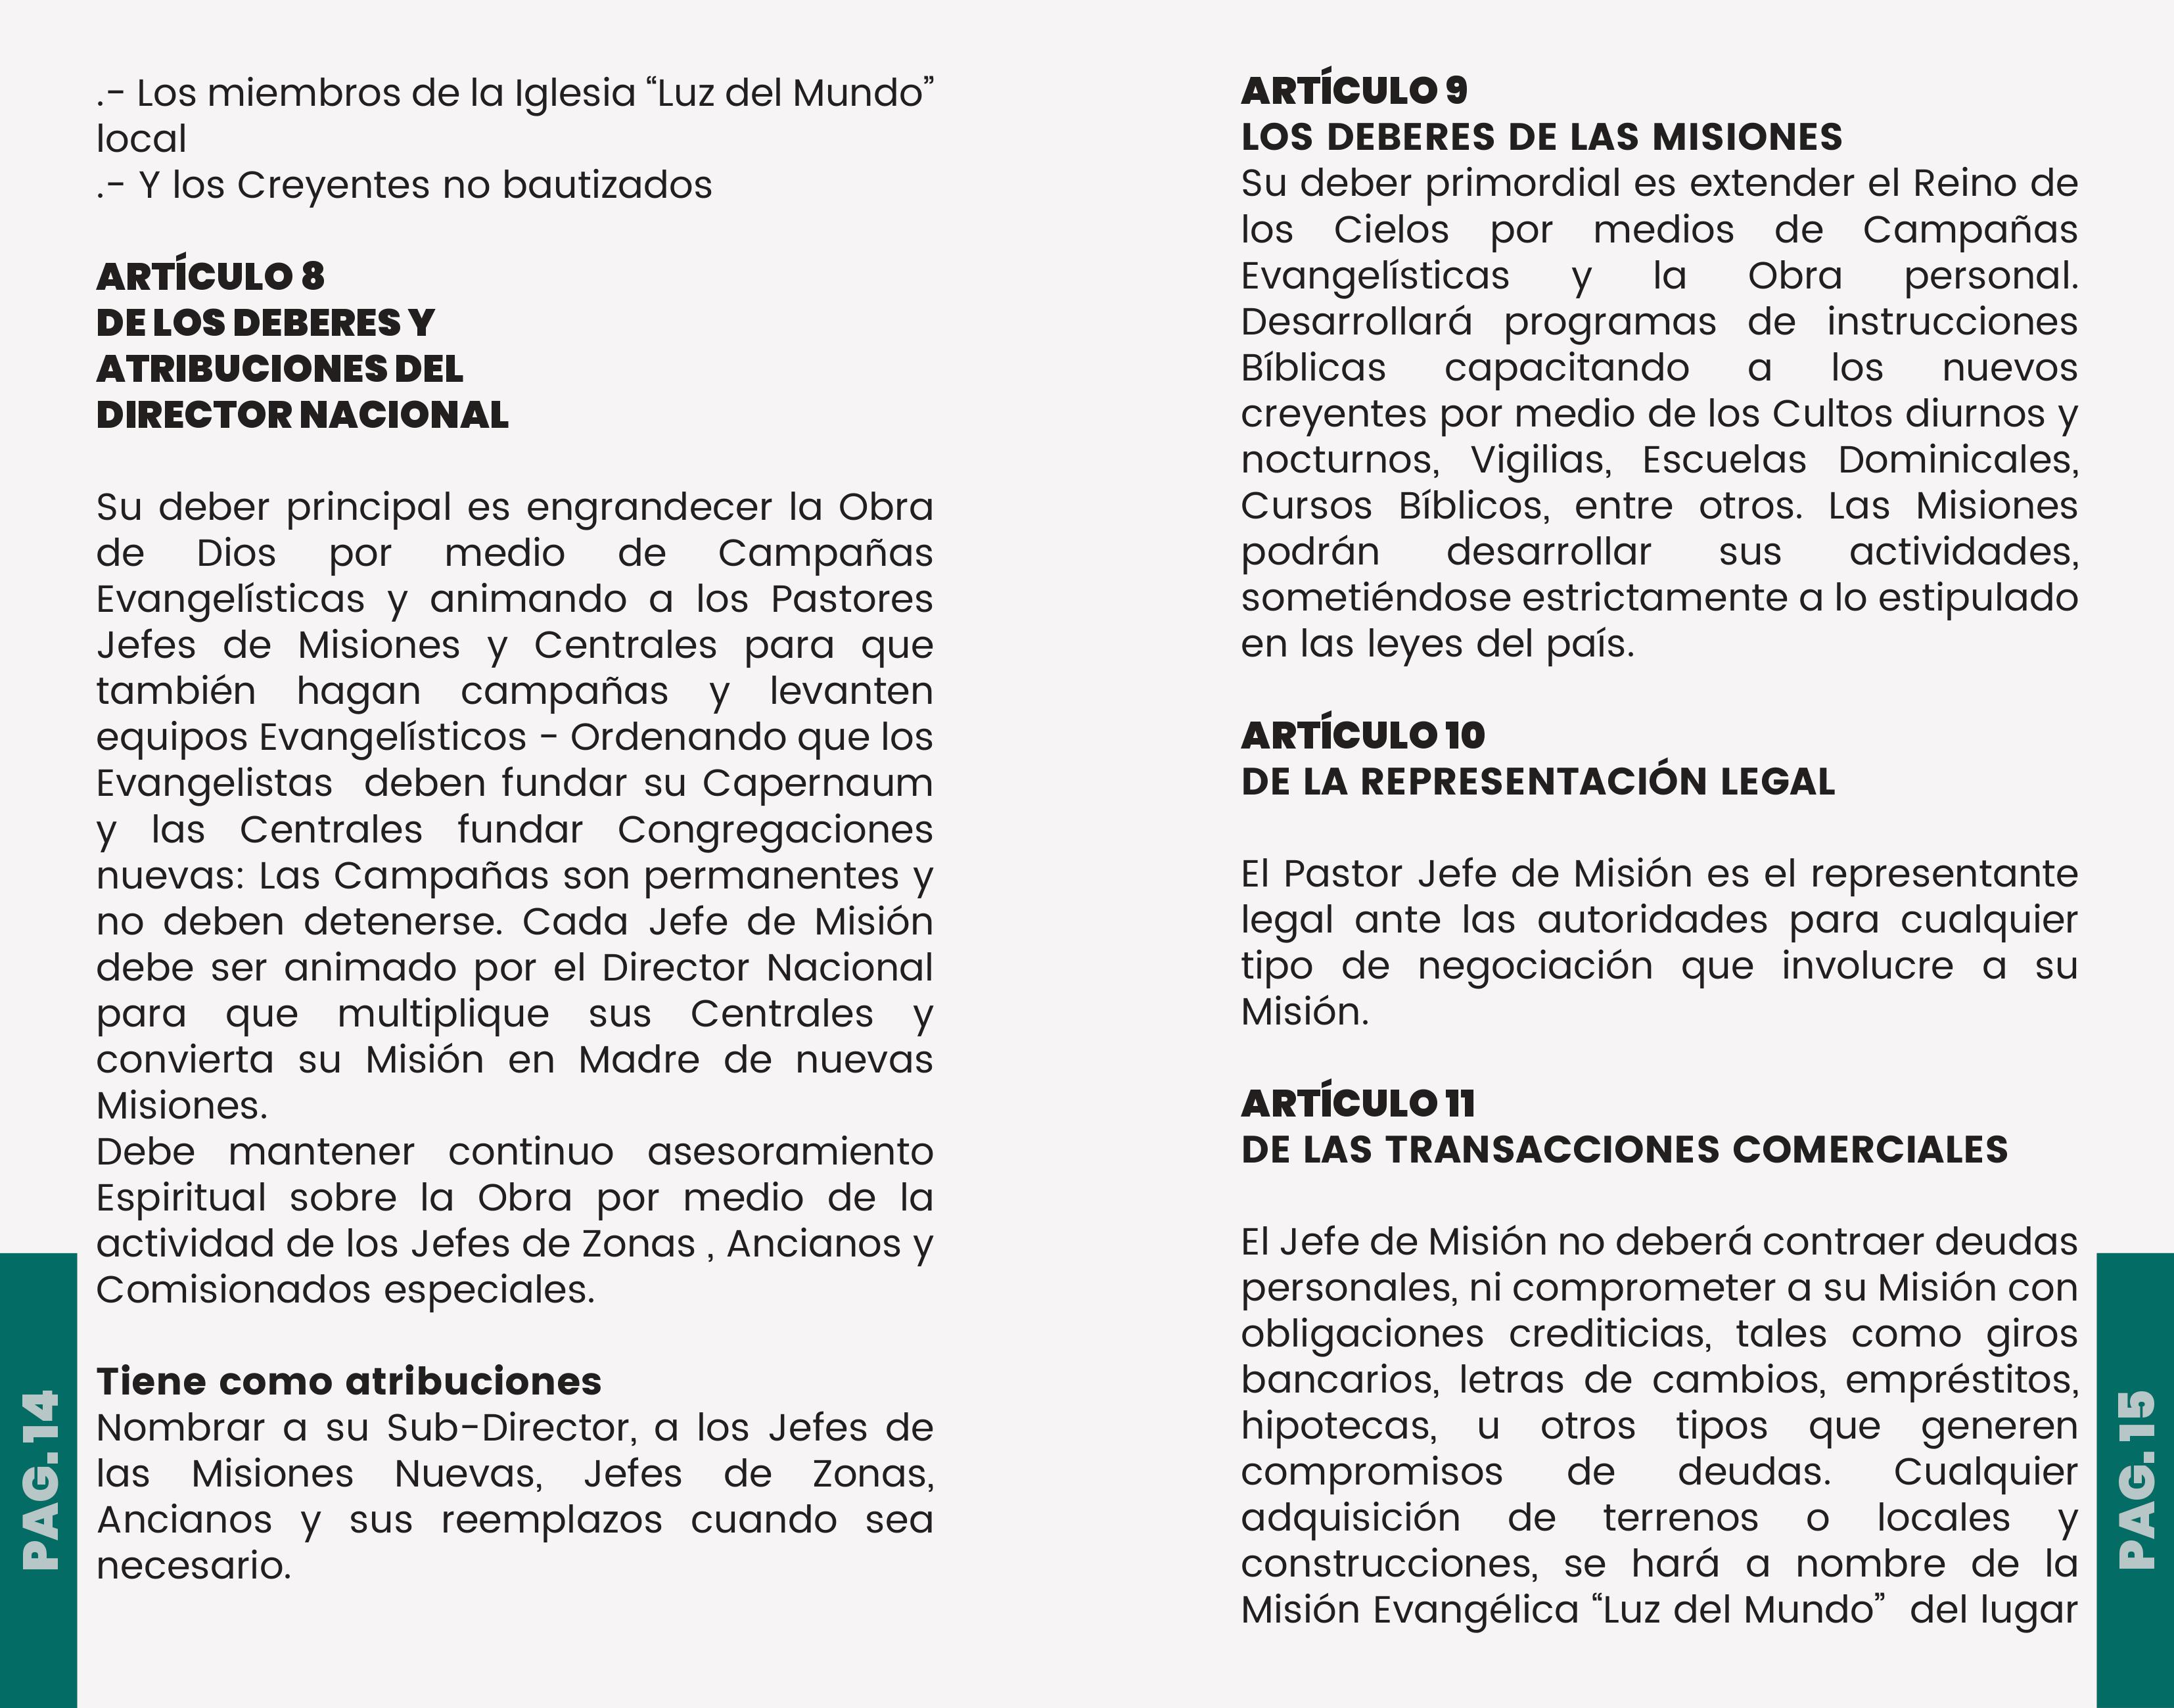 .- Los miembros de la Iglesia “Luz del Mundo”
local
.- Y los Creyentes no bautizados
ARTÍCULO 8
DE LOS DEBERES Y
ATRIBUCIONES DEL
DIRECTOR NACIONAL
Su deber principal es engrandecer la Obra
de Dios por medio de Campañas
Evangelísticas y animando a los Pastores
Jefes de Misiones y Centrales para que
también hagan campañas y levanten
equipos Evangelísticos - Ordenando que los
Evangelistas deben fundar su Capernaum
y las Centrales fundar Congregaciones
nuevas: Las Campañas son permanentes y
no deben detenerse. Cada Jefe de Misión
debe ser animado por el Director Nacional
para que multiplique sus Centrales y
convierta su Misión en Madre de nuevas
Misiones.
Debe mantener continuo asesoramiento
Espiritual sobre la Obra por medio de la
actividad de los Jefes de Zonas , Ancianos y
Comisionados especiales.
Tiene como atribuciones
Nombrar a su Sub-Director, a los Jefes de
las Misiones Nuevas, Jefes de Zonas,
Ancianos y sus reemplazos cuando sea
necesario.
PAG. 14
ARTÍCULO 9
LOS DEBERES DE LAS MISIONES
Su deber primordial es extender el Reino de
los Cielos por medios de Campañas
Evangelísticas y la Obra personal.
Desarrollará programas de instrucciones
Bíblicas capacitando a los nuevos
creyentes por medio de los Cultos diurnos y
nocturnos, Vigilias, Escuelas Dominicales,
Cursos Bíblicos, entre otros. Las Misiones
podrán desarrollar sus actividades,
sometiéndose estrictamente a lo estipulado
en las leyes del país.
ARTÍCULO 10
DE LA REPRESENTACIÓN LEGAL
El Pastor Jefe de Misión es el representante
legal ante las autoridades para cualquier
tipo de negociación que involucre a su
Misión.
ARTÍCULO 11
DE LAS TRANSACCIONES COMERCIALES
El Jefe de Misión no deberá contraer deudas
personales, ni comprometer a su Misión con
obligaciones crediticias, tales como giros
bancarios, letras de cambios, empréstitos,
hipotecas, u otros tipos que generen
compromisos de deudas. Cualquier
adquisición de terrenos o locales y
construcciones, se hará a nombre de la
Misión Evangélica “Luz del Mundo” del lugar
PAG. 15